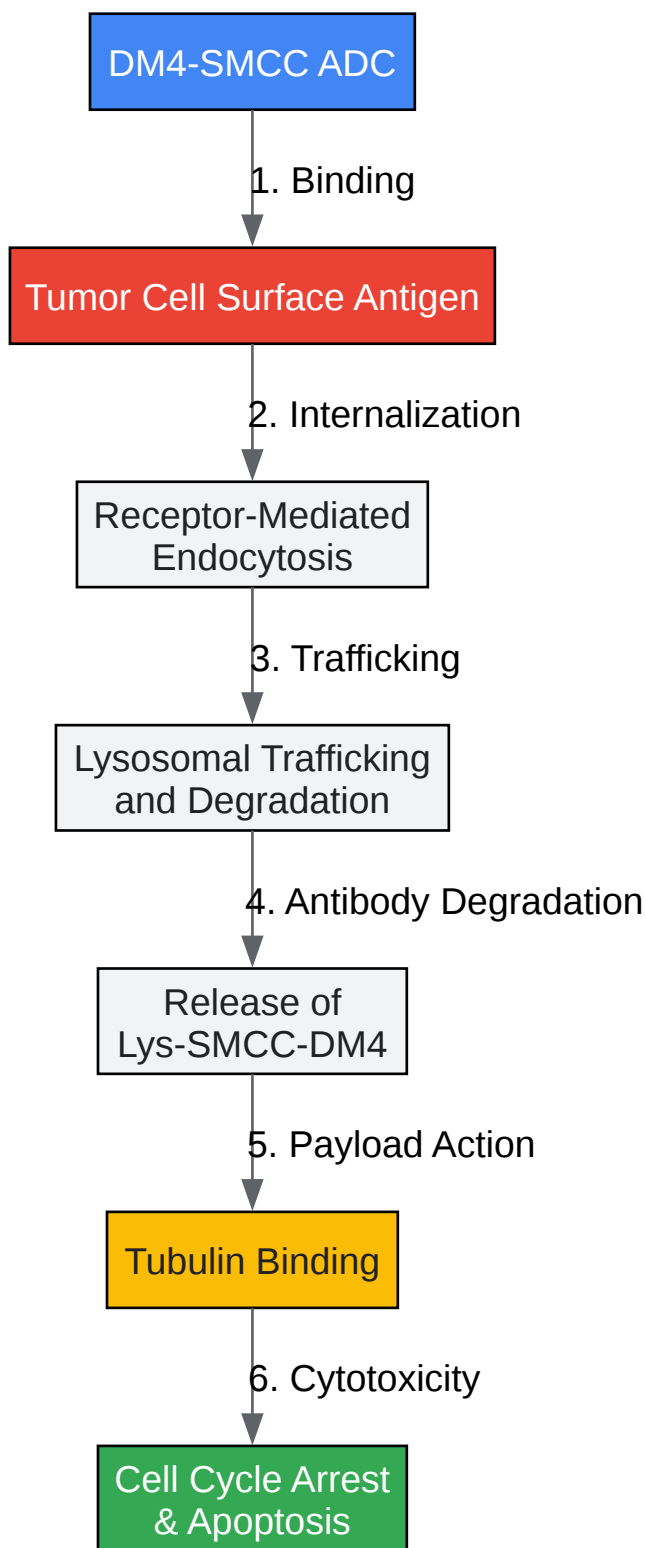 DM4-SMCC ADC
1. Binding
Tumor Cell Surface Antigen
2. Internalization
Receptor-Mediated
Endocytosis
3. Trafficking
Lysosomal Trafficking
and Degradation
4. Antibody Degradation
Release of
Lys-SMCC-DM4
5. Payload Action
Tubulin Binding
6. Cytotoxicity
Cell Cycle Arrest
& Apoptosis